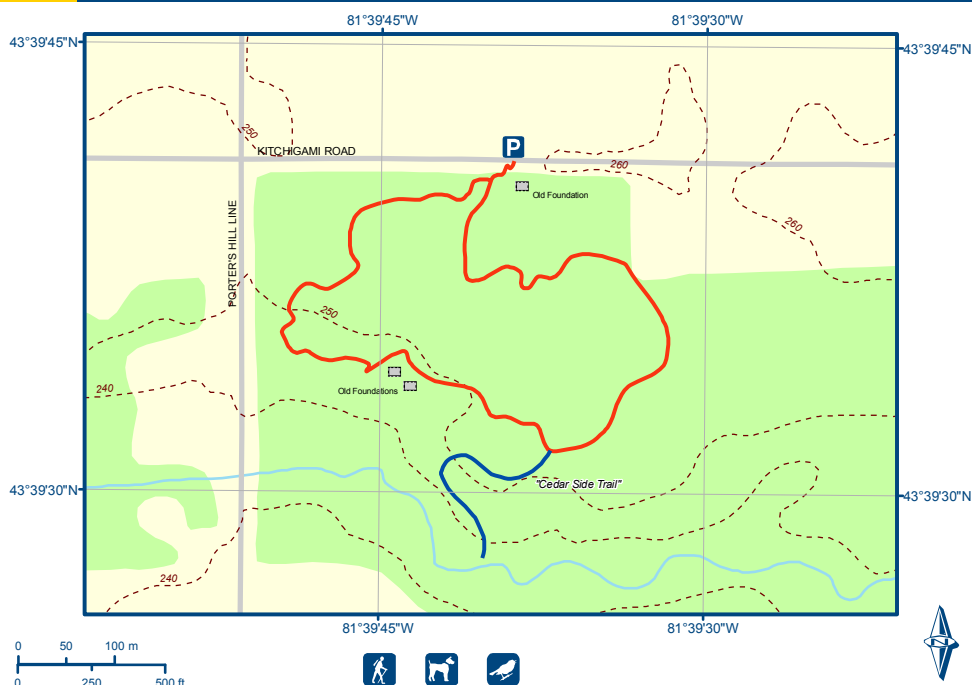 81°39'45"W 81°39'30"W
43°39'45"N 43°39'45"N
250
P
KITCHIGAMI ROAD
260
Old Foundation
PORTER'S HILL LINE
260
250
240
Old Foundations
"Cedar Side Trail"
43°39'30"N 43°39'30"N
240
81°39'45"W 81°39'30"W
0 50 100 m
0 250 500 ft
N